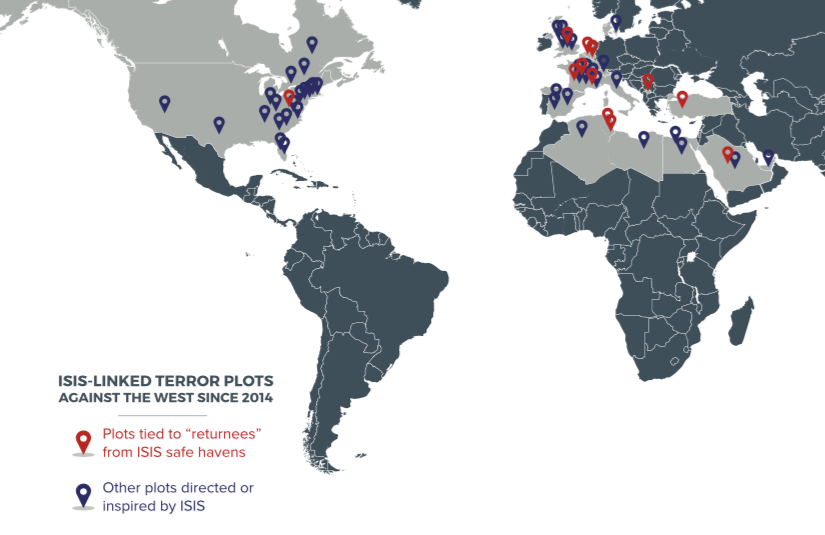 ISIS-LINKED TERROR PLOTS
AGAINST THE WEST SINCE 2014
Plots tied to “returnees”
from ISIS safe havens
Other plots directed or
inspired by ISIS